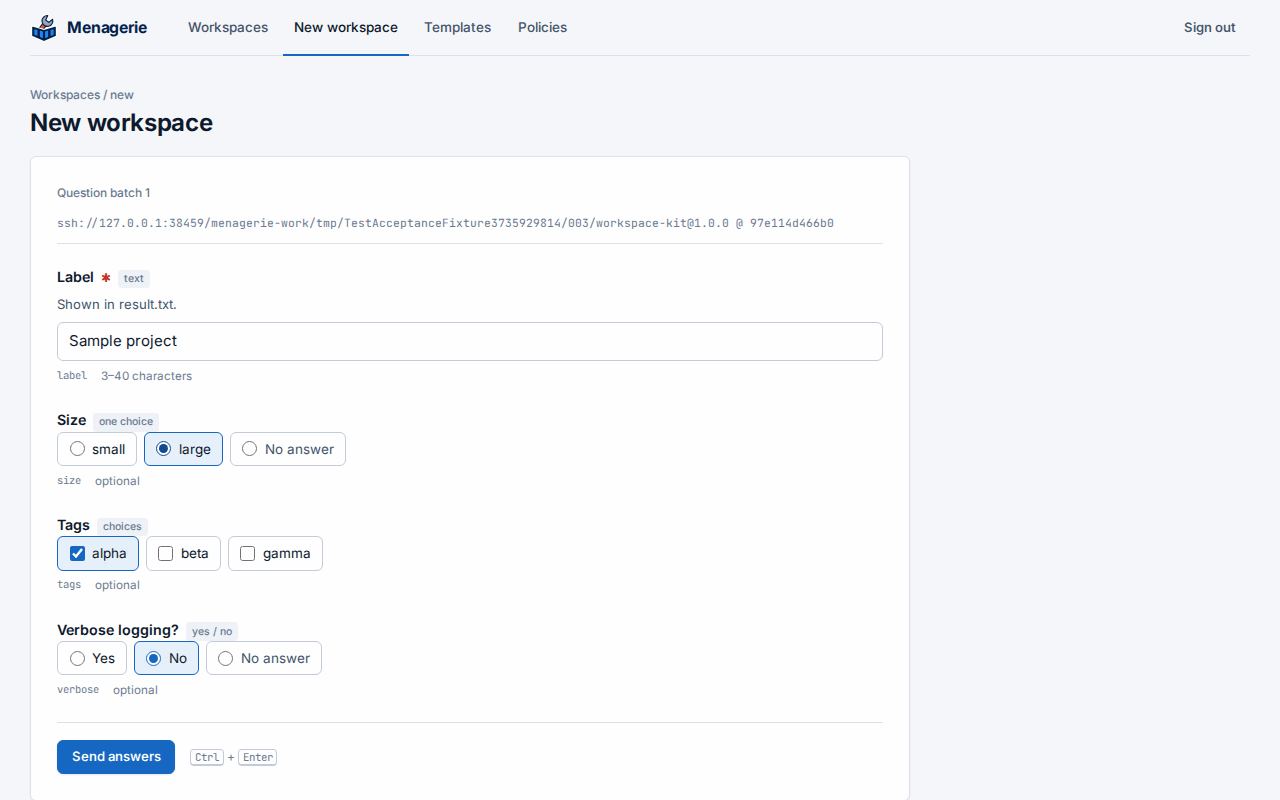 Menagerie Workspaces New workspace Templates Policies Sign out
Workspaces / new
New workspace
Question batch 1
ssh://127.0.0.1:38459/menagerie-work/tmp/TestAcceptanceFixture3735929814/003/workspace-kit@1.0.0 @ 97e114d466b0
Label ✱ text
Shown in result.txt.
Sample project
label 3–40 characters
Size one choice
small large No answer
size optional
Tags choices
alpha beta gamma
tags optional
Verbose logging? yes / no
Yes No No answer
verbose optional
Send answers Ctrl + Enter